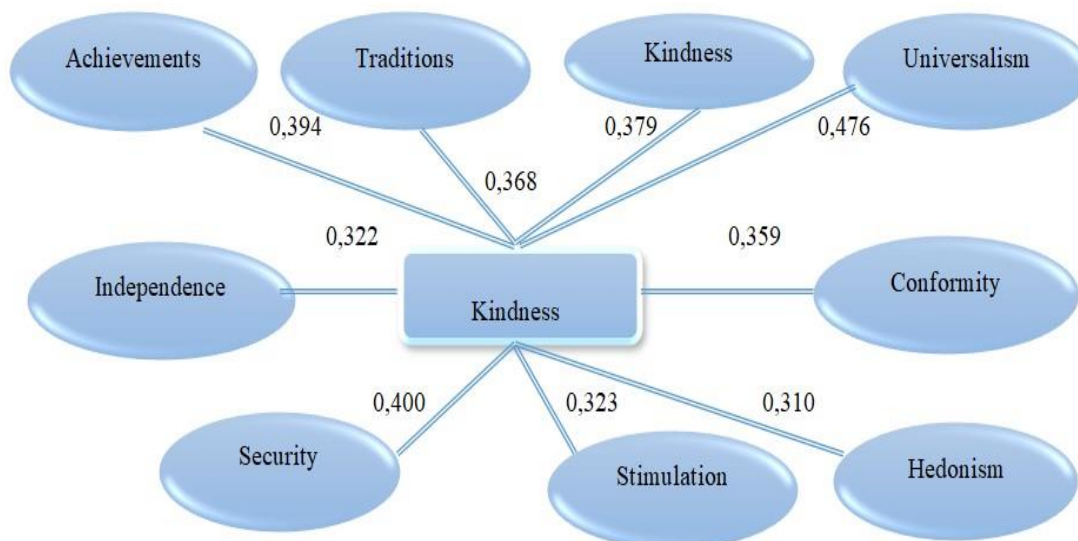 Achievements
Traditions
Kindness
Universalism
0,394
0,379
0,476
0,368
0,322
0,359
Independence
Kindness
Conformity
0,400
0,323
0,310
Security
Stimulation
Hedonism